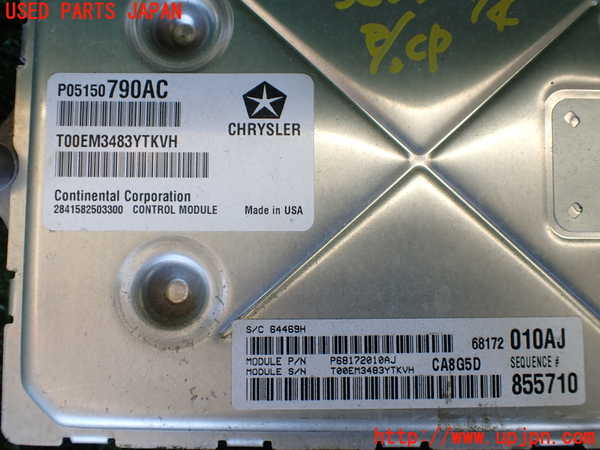 USED PARTS JAPAN
P/.CP
P05150790AC
CHRYSLER
T00EM3483YTKVH
Continental Corporation
2841582503300 CONTROL MODULE Made in USA
S/C 64469H
68172 010AJ
MODULE P/N P68172010AJ
MODULE S/N T00EM3483YTKVH
CA8G5D SEQUENCE #
855710
http://www.upjpn.com/